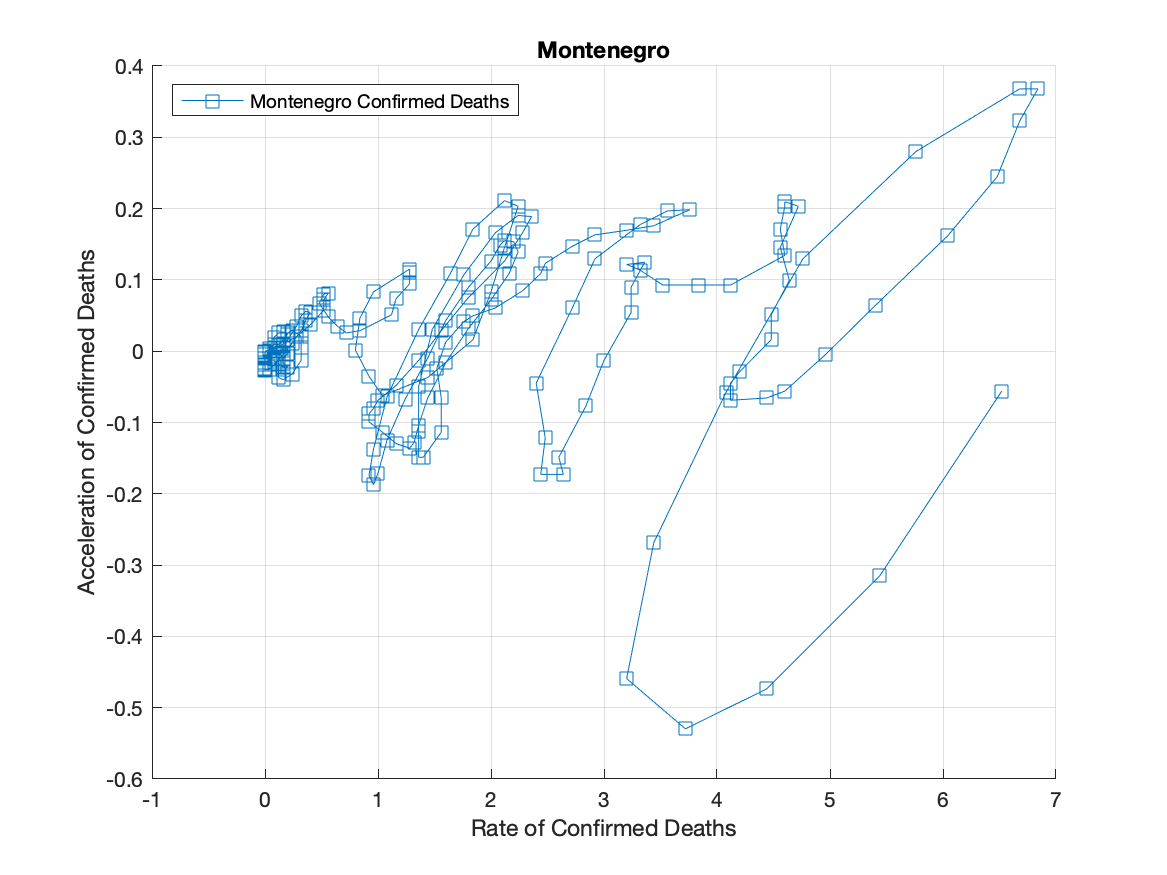 Montenegro
0.4
Montenegro Confirmed Deaths
0.3
0.2
0.1
0
-0.1
-0.2
-0.3
-0.4
-0.5
-0.6
Acceleration of Confirmed Deaths
-1 0 1 2 3 4 5 6 7
Rate of Confirmed Deaths